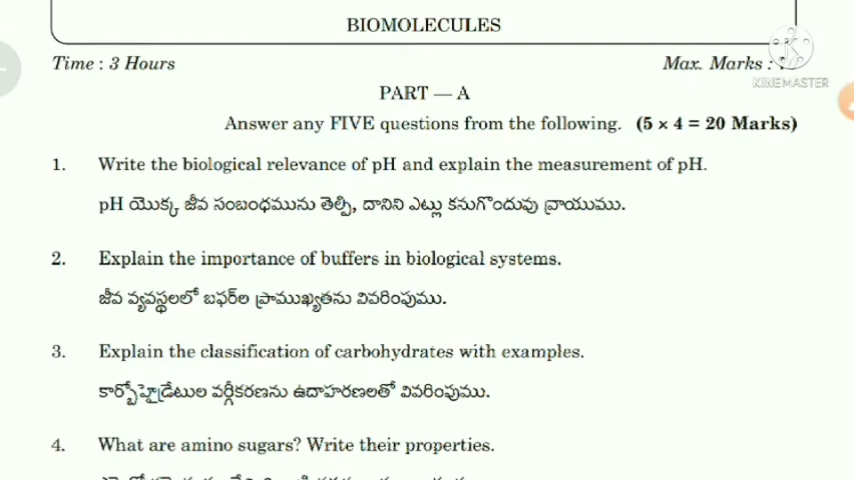 BIOMOLECULES
Time : 3 Hours
Max. Marks :
KINEMASTER
PART — A
Answer any FIVE questions from the following. (5 × 4 = 20 Marks)
1. Write the biological relevance of pH and explain the measurement of pH.
pH యొక్క జీవ సంబంధమును తెల్పి, దానిని ఎట్లు కనుగొందువు వ్రాయుము.
2. Explain the importance of buffers in biological systems.
జీవ వ్యవస్థలలో బఫర్‌ల ప్రాముఖ్యతను వివరింపుము.
3. Explain the classification of carbohydrates with examples.
కార్బోహైడ్రేటుల వర్గీకరణను ఉదాహరణలతో వివరింపుము.
4. What are amino sugars? Write their properties.